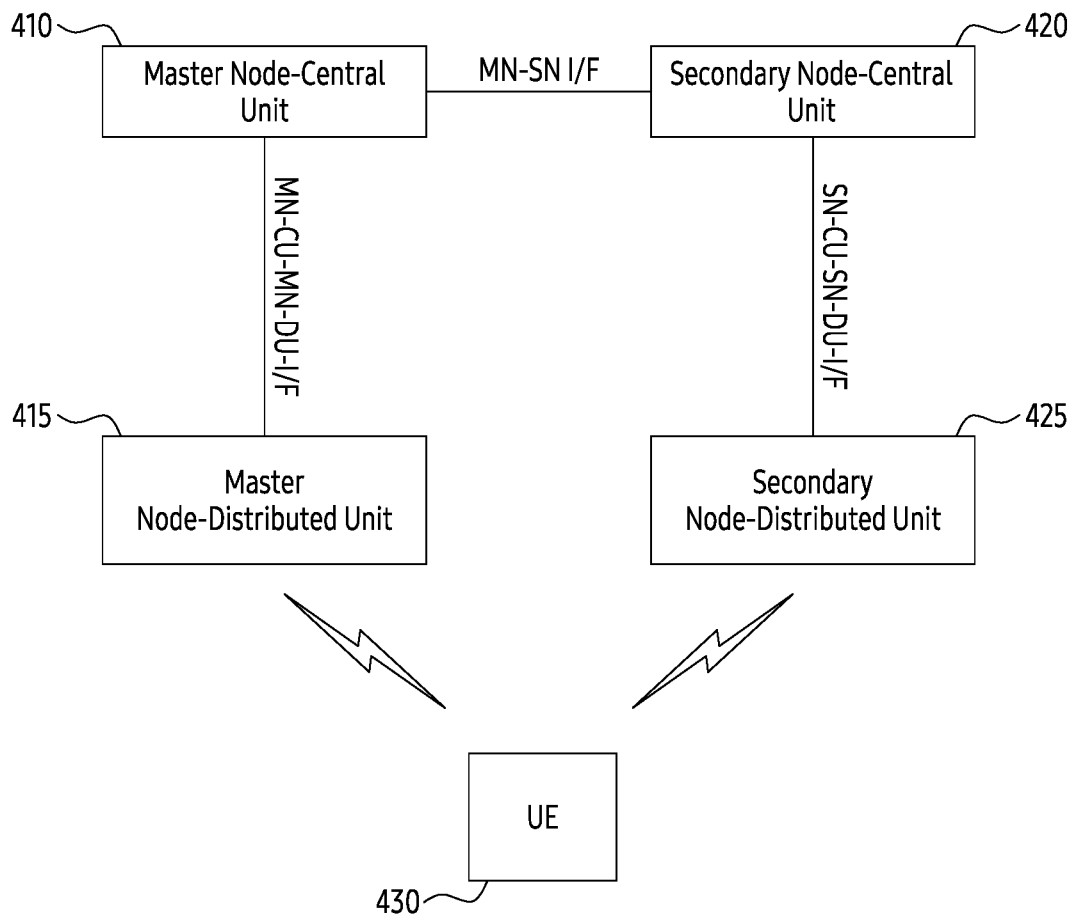 410
420
Master Node-Central
Unit
MN-SN I/F
Secondary Node-Central
Unit
MN-CU-MN-DU-I/F
SN-CU-SN-DU-I/F
415
425
Master
Node-Distributed Unit
Secondary
Node-Distributed Unit
UE
430